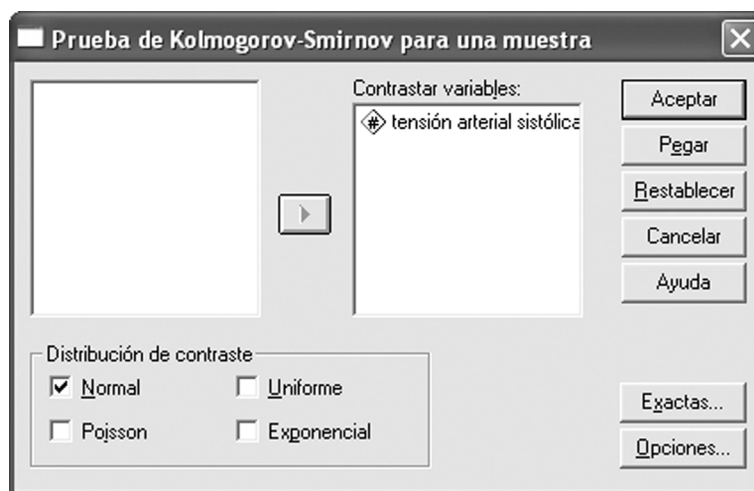 Prueba de Kolmogorov-Smirnov para una muestra
Contrastar variables:
# tensión arterial sistólica
Aceptar
Pegar
Restablecer
Cancelar
Ayuda
Distribución de contraste
Normal
Uniforme
Poisson
Exponencial
Exactas...
Opciones...